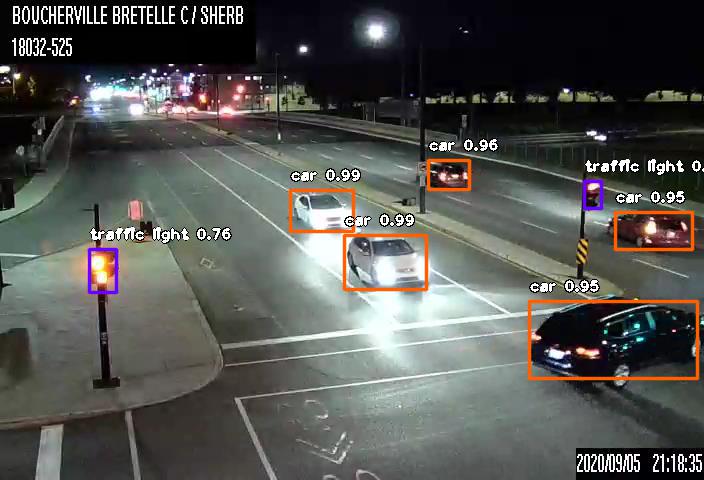 BOUCHERVILLE BRETELLE C / SHERB
18032-525
car 0.96
traffic light 0.
car 0.99
car 0.95
car 0.99
traffic light 0.76
car 0.95
2020/09/05 21:18:35